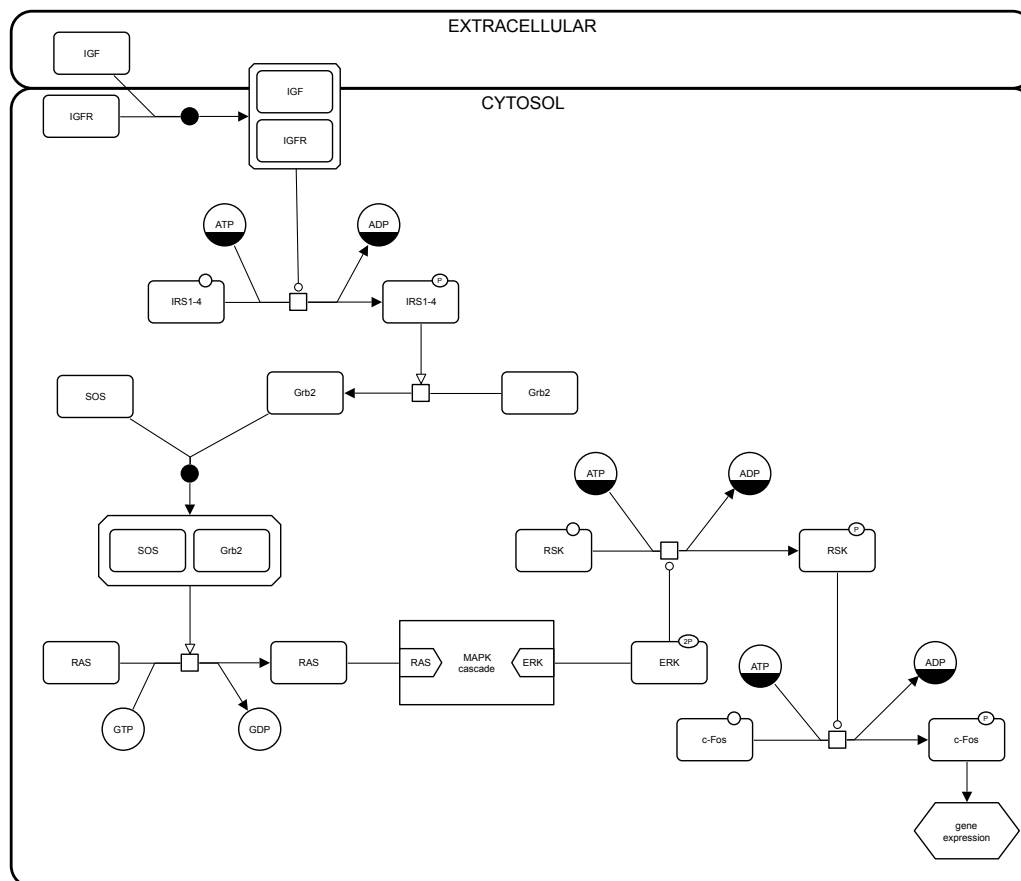 EXTRACELLULAR
IGF
CYTOSOL
IGF
IGFR
IGFR
ATP
ADP
P
IRS1-4
IRS1-4
SOS
Grb2
Grb2
ATP
ADP
P
RSK
RSK
SOS
Grb2
2P
RAS
RAS
RAS
MAPK
cascade
ERK
ERK
ATP
ADP
P
GTP
GDP
c-Fos
c-Fos
gene
expression